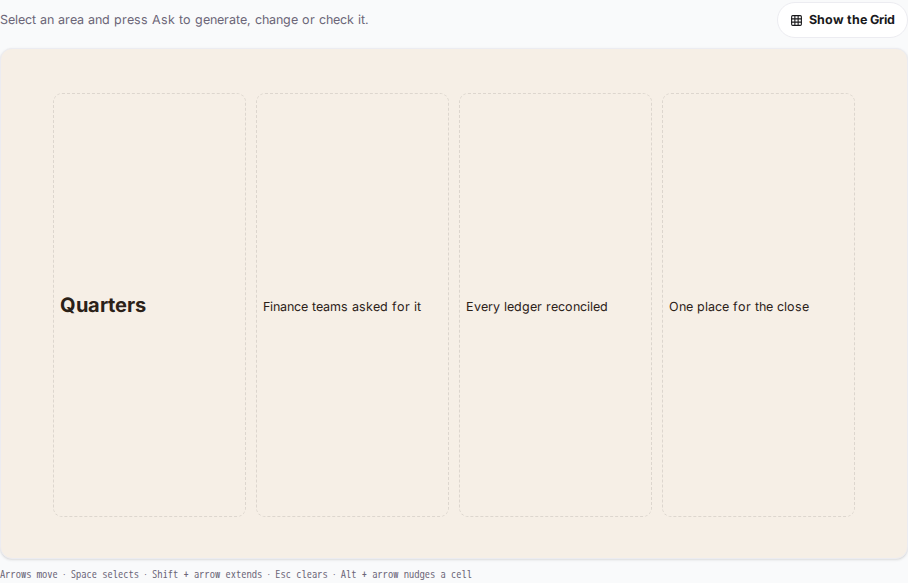 Select an area and press Ask to generate, change or check it.
Show the Grid
Quarters
Finance teams asked for it
Every ledger reconciled
One place for the close
Arrows move · Space selects · Shift + arrow extends · Esc clears · Alt + arrow nudges a cell